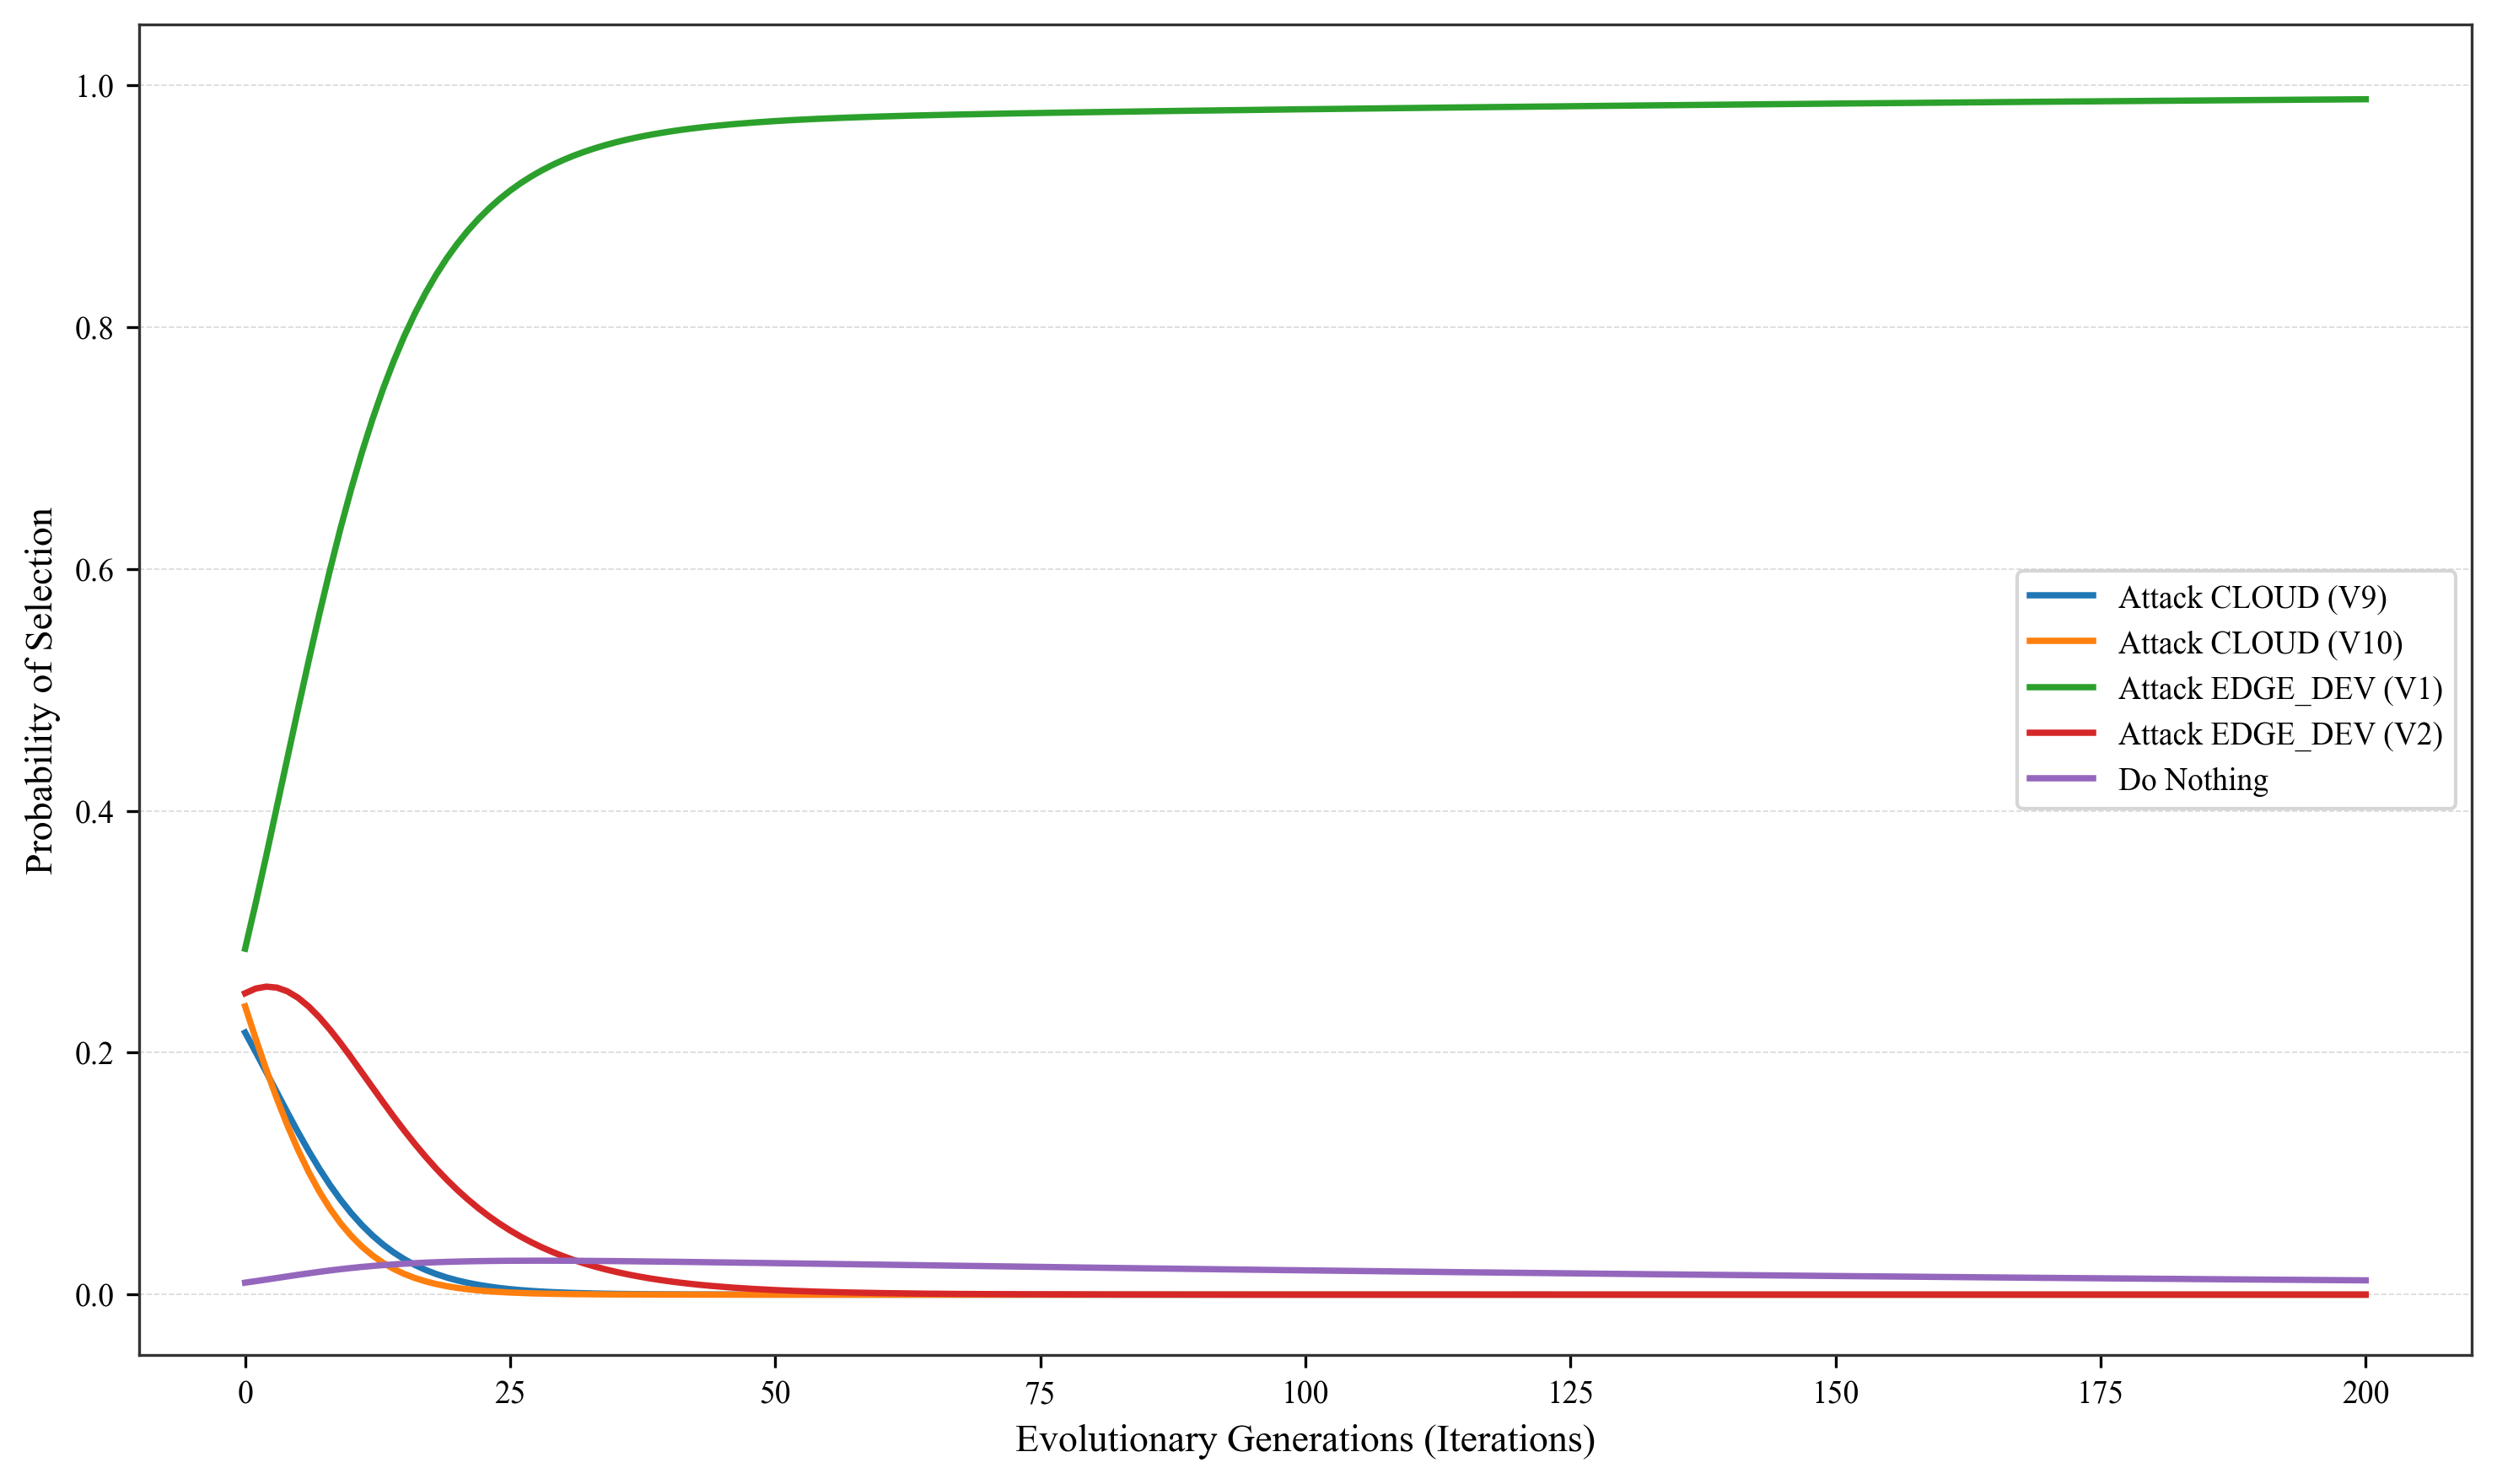 1.0
0.8
0.6
0.4
0.2
0.0
Probability of Selection
Attack CLOUD (V9)
Attack CLOUD (V10)
Attack EDGE_DEV (V1)
Attack EDGE_DEV (V2)
Do Nothing
0 25 50 75 100 125 150 175 200
Evolutionary Generations (Iterations)